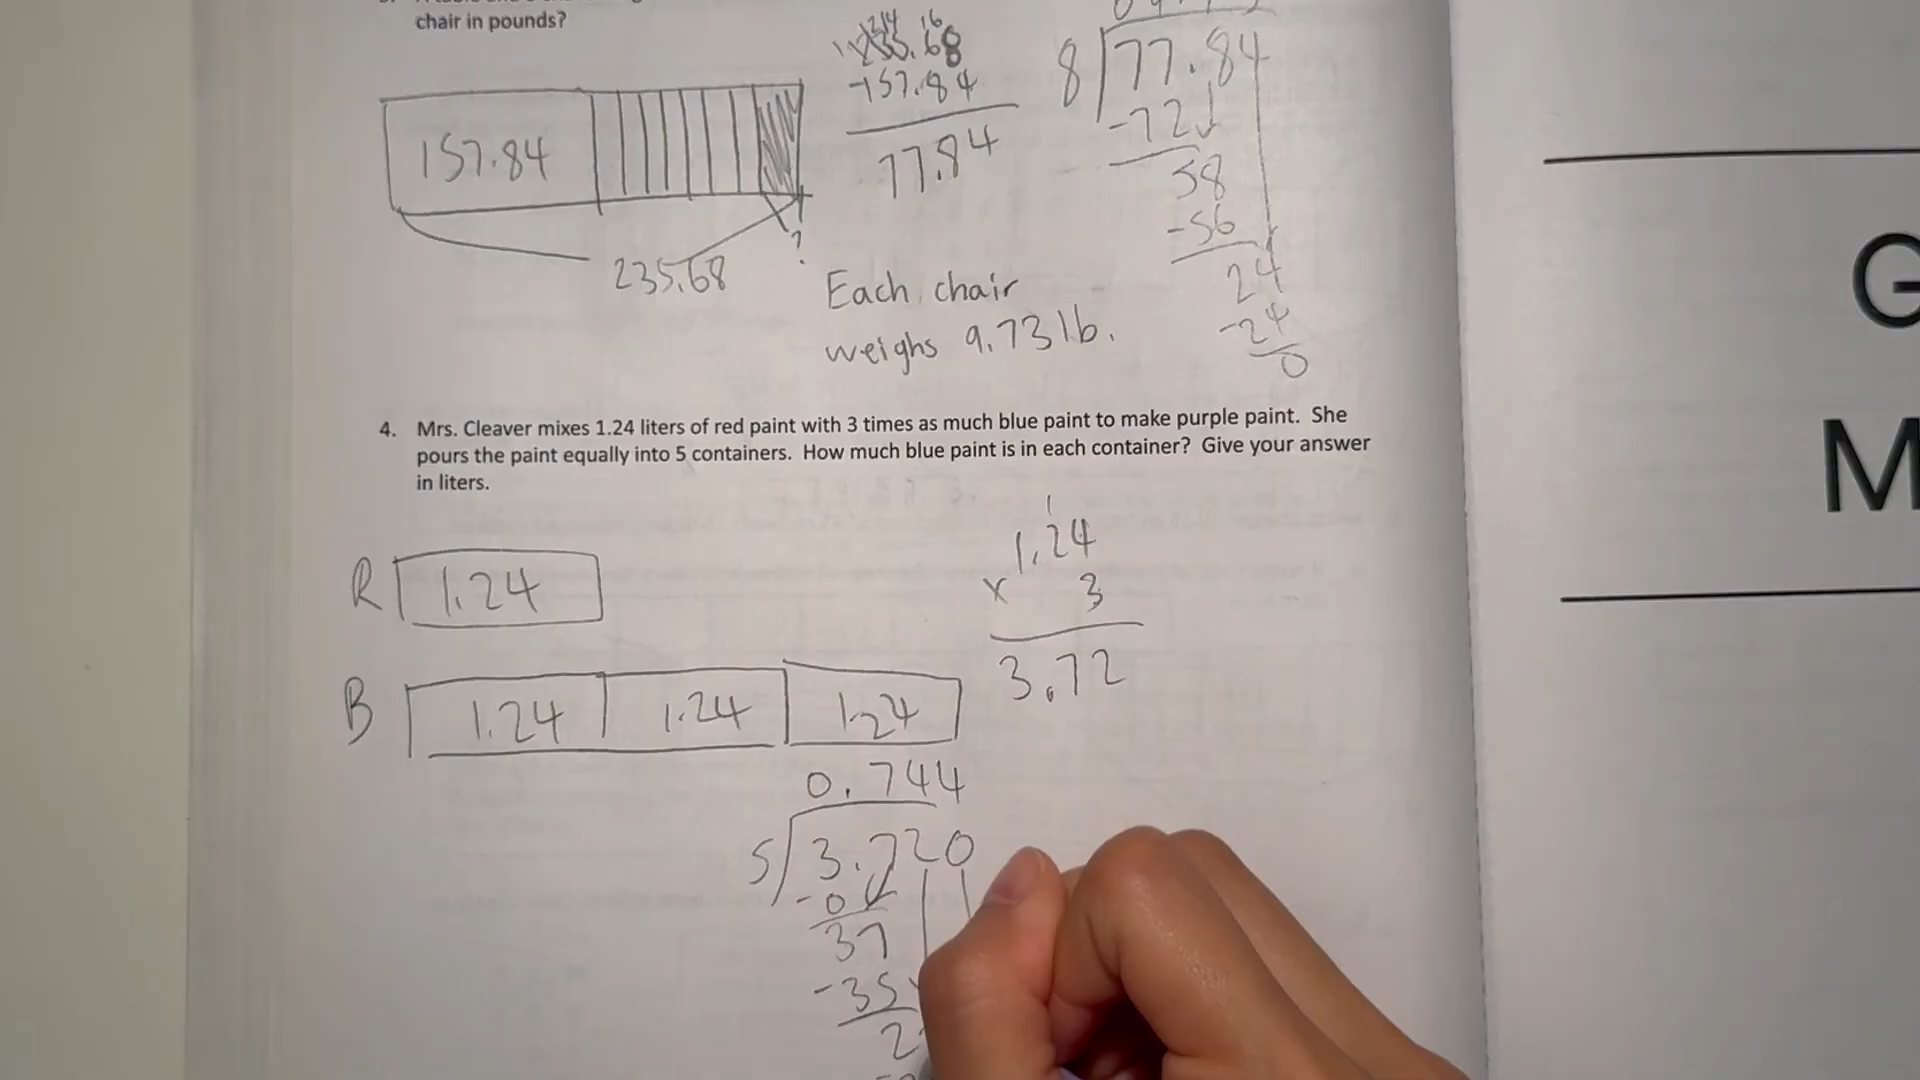 chair in pounds?
235.68
-157.84
77.84
157.84
235.68
?
8 77.84
-72
58
-56
24
-24
0
Each chair
weighs 9.73 lb.
4. Mrs. Cleaver mixes 1.24 liters of red paint with 3 times as much blue paint to make purple paint. She
pours the paint equally into 5 containers. How much blue paint is in each container? Give your answer
in liters.
R 1.24
1
1.24
x 3
3.72
B 1.24 1.24 1.24
0.744
5 3.720
-0
37
-35
2
G
M